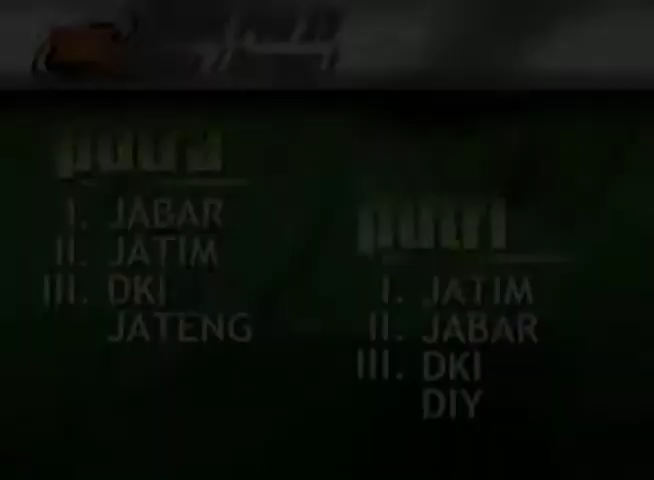 putra
I. JABAR
II. JATIM
III. DKI
JATENG
putri
I. JATIM
II. JABAR
III. DKI
DIY